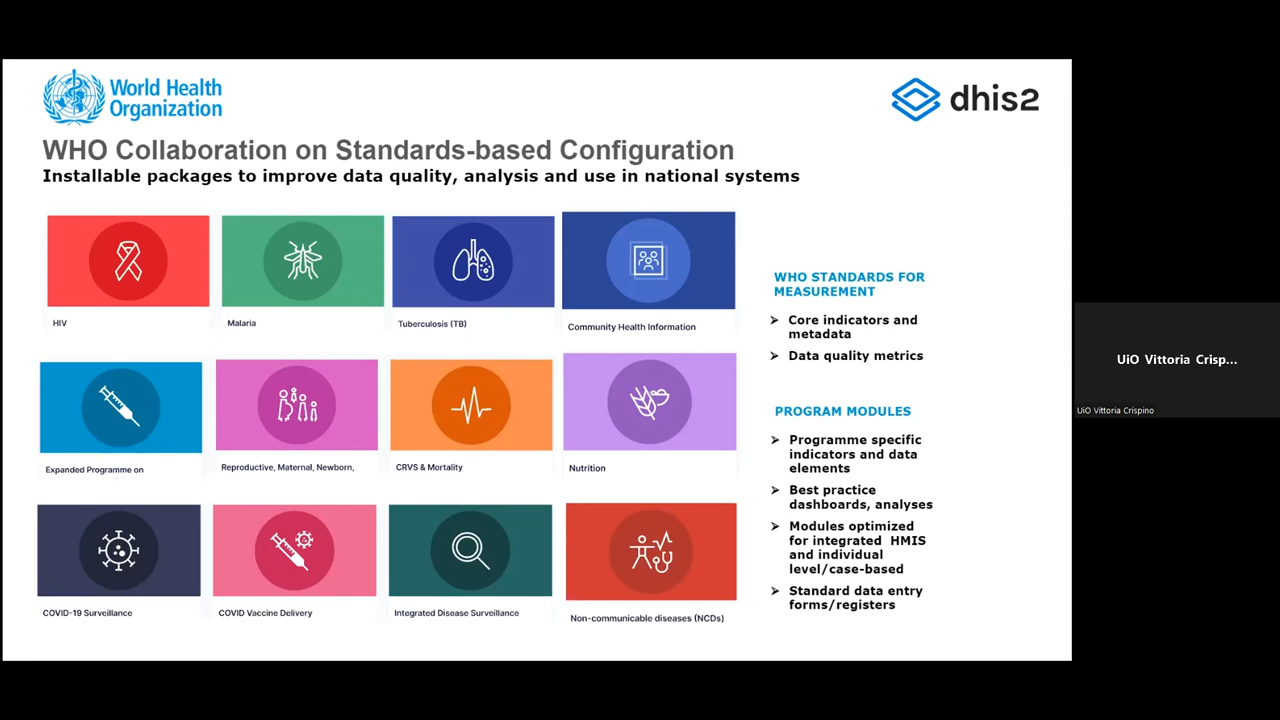 World Health
Organization
dhis2
WHO Collaboration on Standards-based Configuration
Installable packages to improve data quality, analysis and use in national systems
HIV
Malaria
Tuberculosis (TB)
Community Health Information
Expanded Programme on
Reproductive, Maternal, Newborn,
CRVS & Mortality
Nutrition
COVID-19 Surveillance
COVID Vaccine Delivery
Integrated Disease Surveillance
Non-communicable diseases (NCDs)
WHO STANDARDS FOR
MEASUREMENT
➢ Core indicators and
metadata
➢ Data quality metrics
PROGRAM MODULES
➢ Programme specific
indicators and data
elements
➢ Best practice
dashboards, analyses
➢ Modules optimized
for integrated HMIS
and individual
level/case-based
➢ Standard data entry
forms/registers
UiO Vittoria Crisp...
UiO Vittoria Crispino